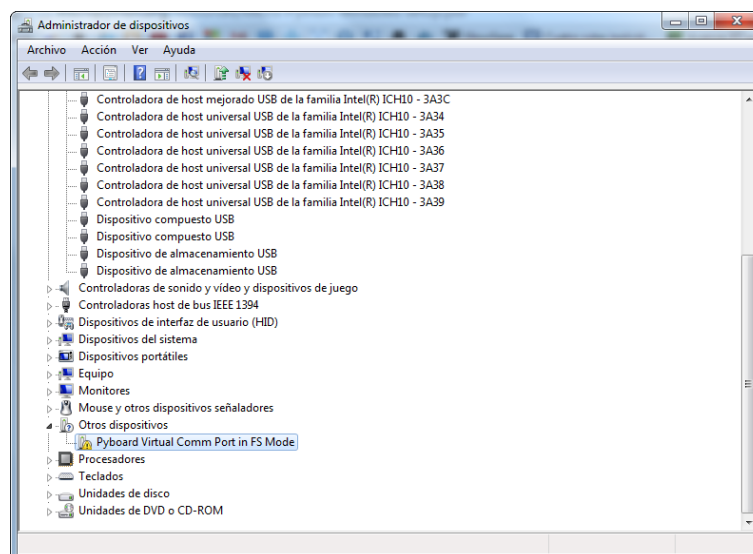 Administrador de dispositivos
Archivo Acción Ver Ayuda
Controladora de host mejorado USB de la familia Intel(R) ICH10 - 3A3C
Controladora de host universal USB de la familia Intel(R) ICH10 - 3A34
Controladora de host universal USB de la familia Intel(R) ICH10 - 3A35
Controladora de host universal USB de la familia Intel(R) ICH10 - 3A36
Controladora de host universal USB de la familia Intel(R) ICH10 - 3A37
Controladora de host universal USB de la familia Intel(R) ICH10 - 3A38
Controladora de host universal USB de la familia Intel(R) ICH10 - 3A39
Dispositivo compuesto USB
Dispositivo compuesto USB
Dispositivo de almacenamiento USB
Dispositivo de almacenamiento USB
Controladoras de sonido y vídeo y dispositivos de juego
Controladoras host de bus IEEE 1394
Dispositivos de interfaz de usuario (HID)
Dispositivos del sistema
Dispositivos portátiles
Equipo
Monitores
Mouse y otros dispositivos señaladores
Otros dispositivos
Pyboard Virtual Comm Port in FS Mode
Procesadores
Teclados
Unidades de disco
Unidades de DVD o CD-ROM